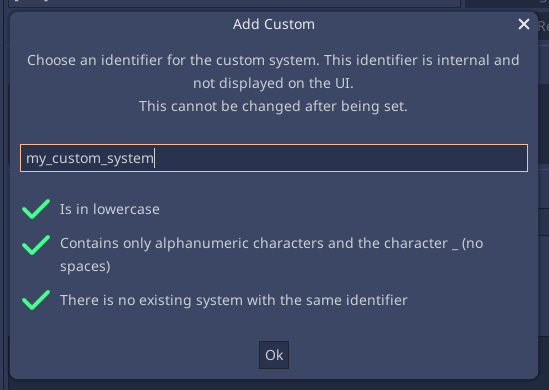 Add Custom
Choose an identifier for the custom system. This identifier is internal and
not displayed on the UI.
This cannot be changed after being set.
my_custom_system
Is in lowercase
Contains only alphanumeric characters and the character _ (no
spaces)
There is no existing system with the same identifier
Ok